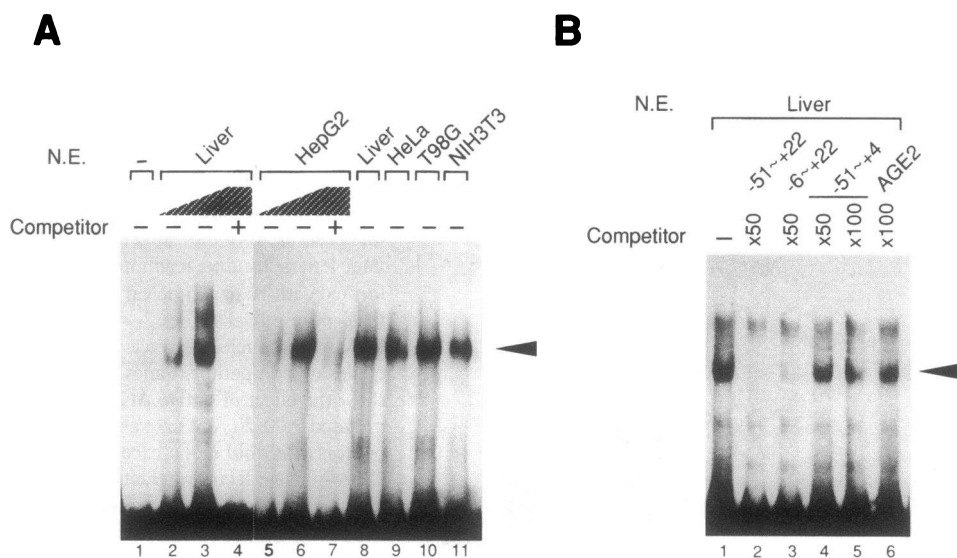 A
N.E.
-
Liver
HepG2
Liver
HeLa
T98G
NIH3T3
Competitor
- - - + - - + - - - -
1 2 3 4 5 6 7 8 9 10 11
B
N.E.
Liver
-51~+22
-6~+22
-51~+4
AGE2
Competitor
- x50 x50 x50 x100 x100
1 2 3 4 5 6